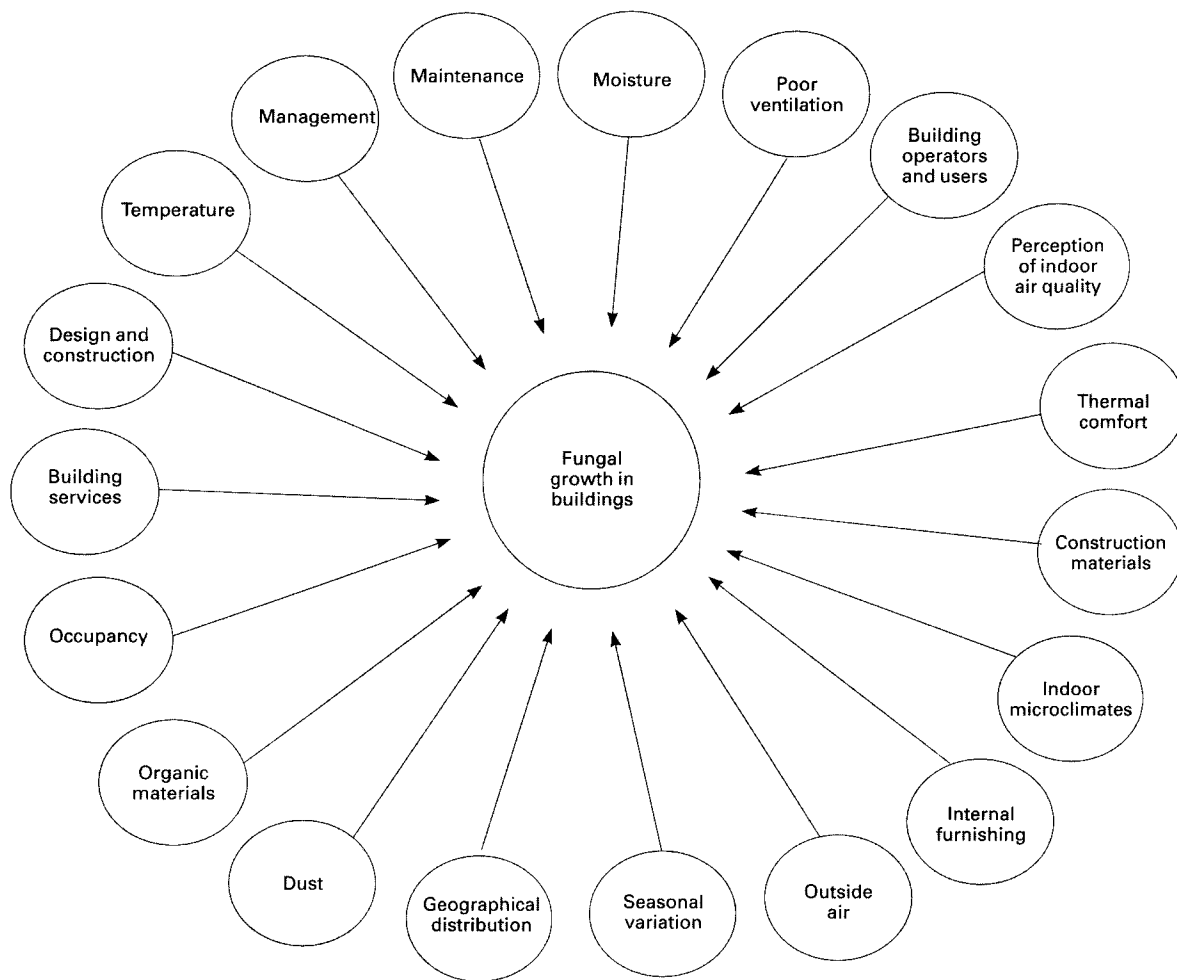 Maintenance
Moisture
Poor
ventilation
Building
operators
and users
Perception
of indoor
air quality
Thermal
comfort
Construction
materials
Indoor
microclimates
Internal
furnishing
Outside
air
Seasonal
variation
Geographical
distribution
Dust
Organic
materials
Occupancy
Building
services
Design and
construction
Temperature
Management
Fungal
growth in
buildings